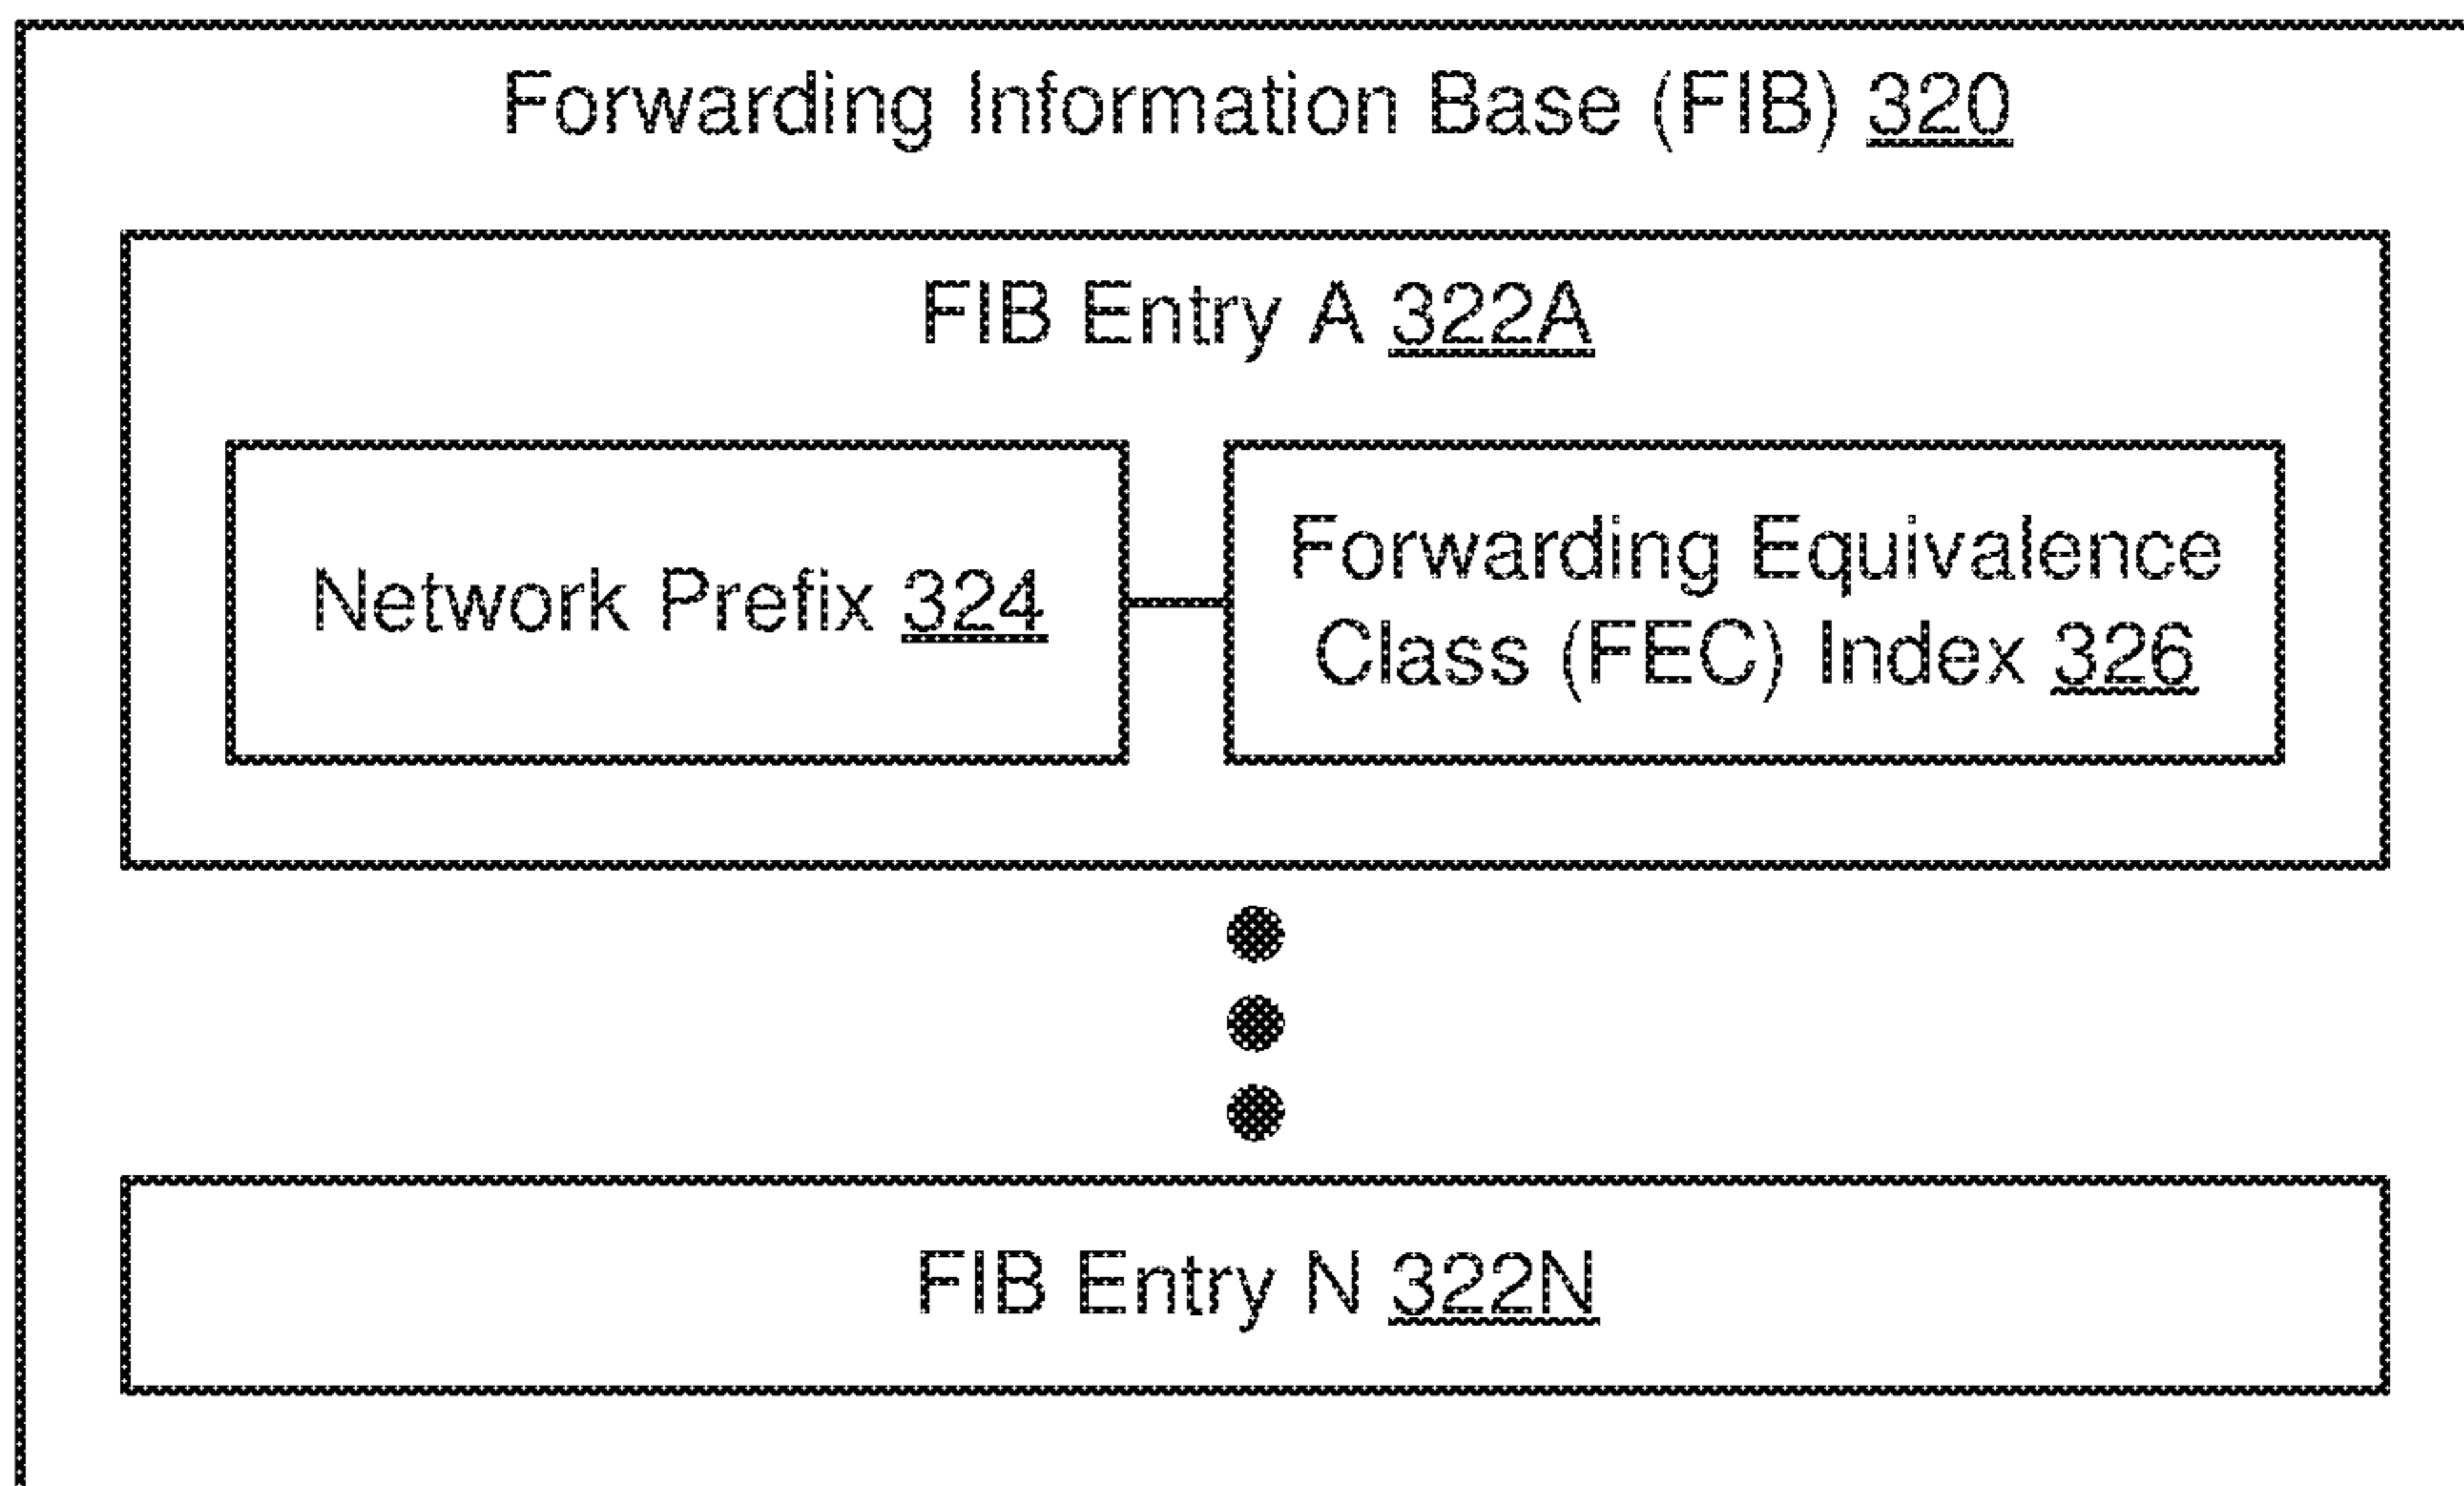 Forwarding Information Base (FIB) 320
FIB Entry A 322A
Network Prefix 324
Forwarding Equivalence
Class (FEC) Index 326
FIB Entry N 322N